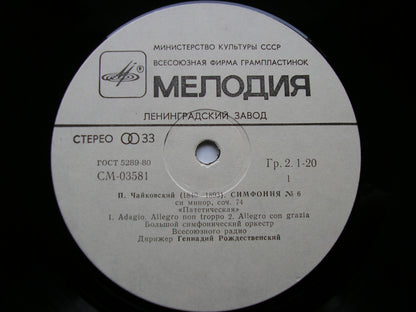 МИНИСТЕРСТВО КУЛЬТУРЫ СССР
ВСЕСОЮЗНАЯ ФИРМА ГРАМПЛАСТИНОК
МЕЛОДИЯ
ЛЕНИНГРАДСКИЙ ЗАВОД
СТЕРЕО 33
ГОСТ 5289-80
СМ-03581
Гр. 2. 1-20
1
П. Чайковский (1840—1893). СИМФОНИЯ № 6
си минор, соч. 74
«Патетическая»
1. Adagio. Allegro non troppo 2. Allegro con grazia
Большой симфонический оркестр
Всесоюзного радио
Дирижер Геннадий Рождественский